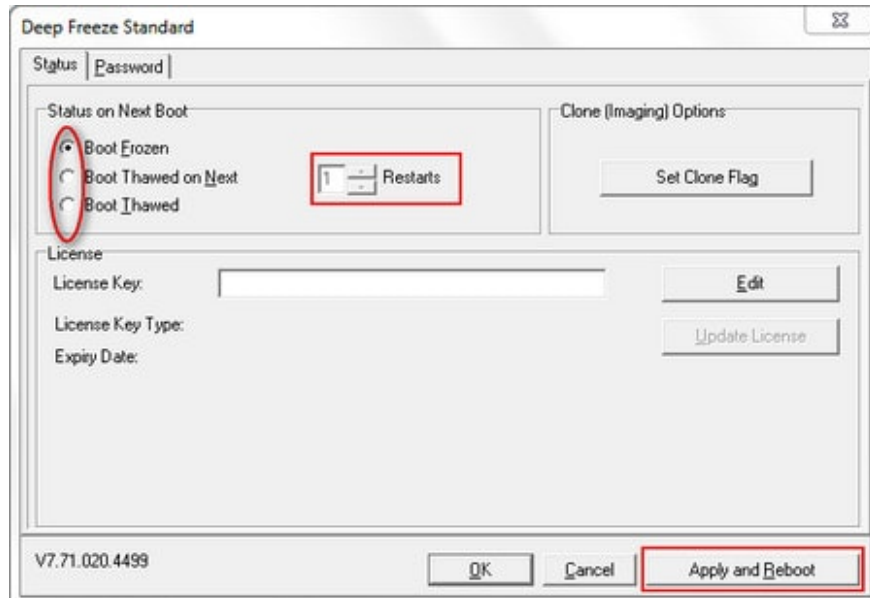 Deep Freeze Standard
Status Password
Status on Next Boot
Boot Frozen
Boot Thawed on Next 1 Restarts
Boot Thawed
Clone (Imaging) Options
Set Clone Flag
License
License Key: Edit
License Key Type: Update License
Expiry Date:
V7.71.020.4499 OK Cancel Apply and Reboot